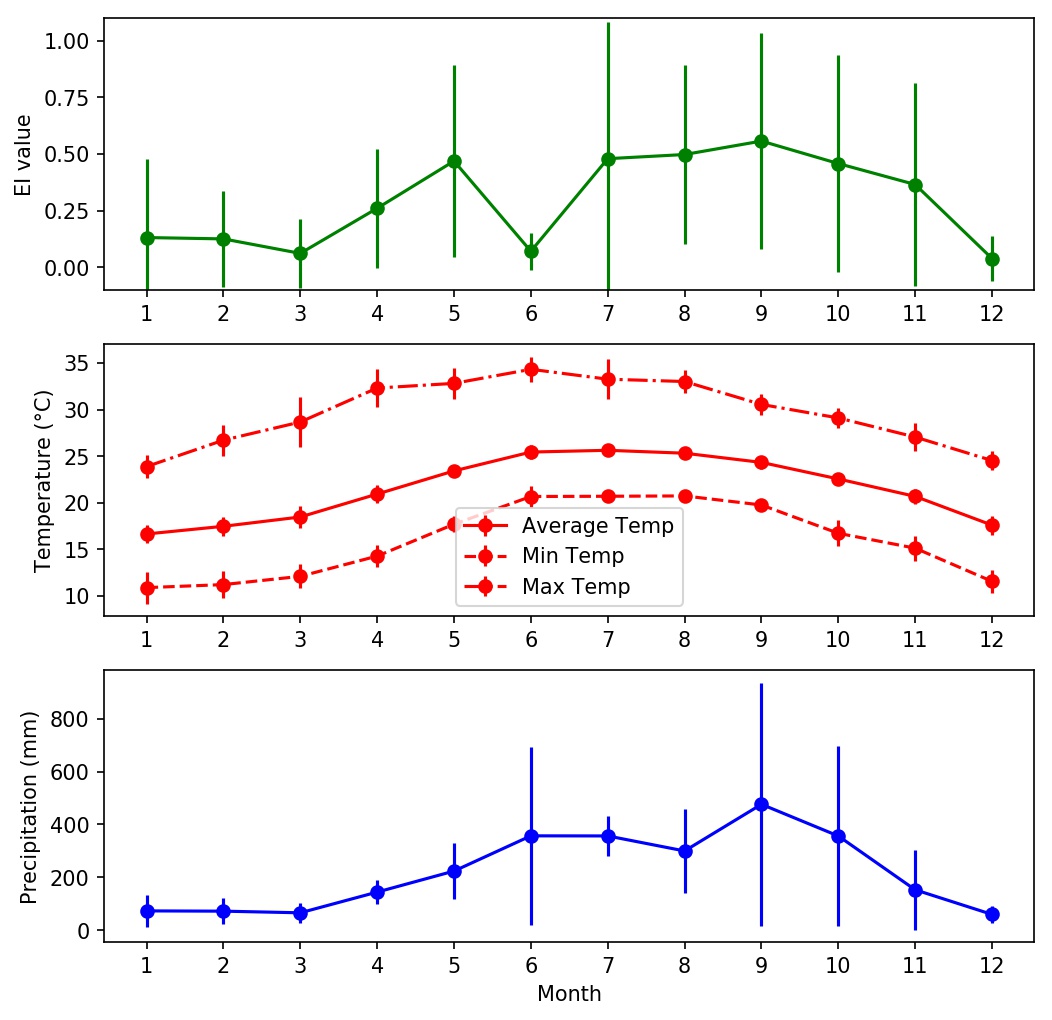 EI value
1.00
0.75
0.50
0.25
0.00
1 2 3 4 5 6 7 8 9 10 11 12
Temperature (°C)
35
30
25
20
15
10
Average Temp
Min Temp
Max Temp
1 2 3 4 5 6 7 8 9 10 11 12
Precipitation (mm)
800
600
400
200
0
1 2 3 4 5 6 7 8 9 10 11 12
Month